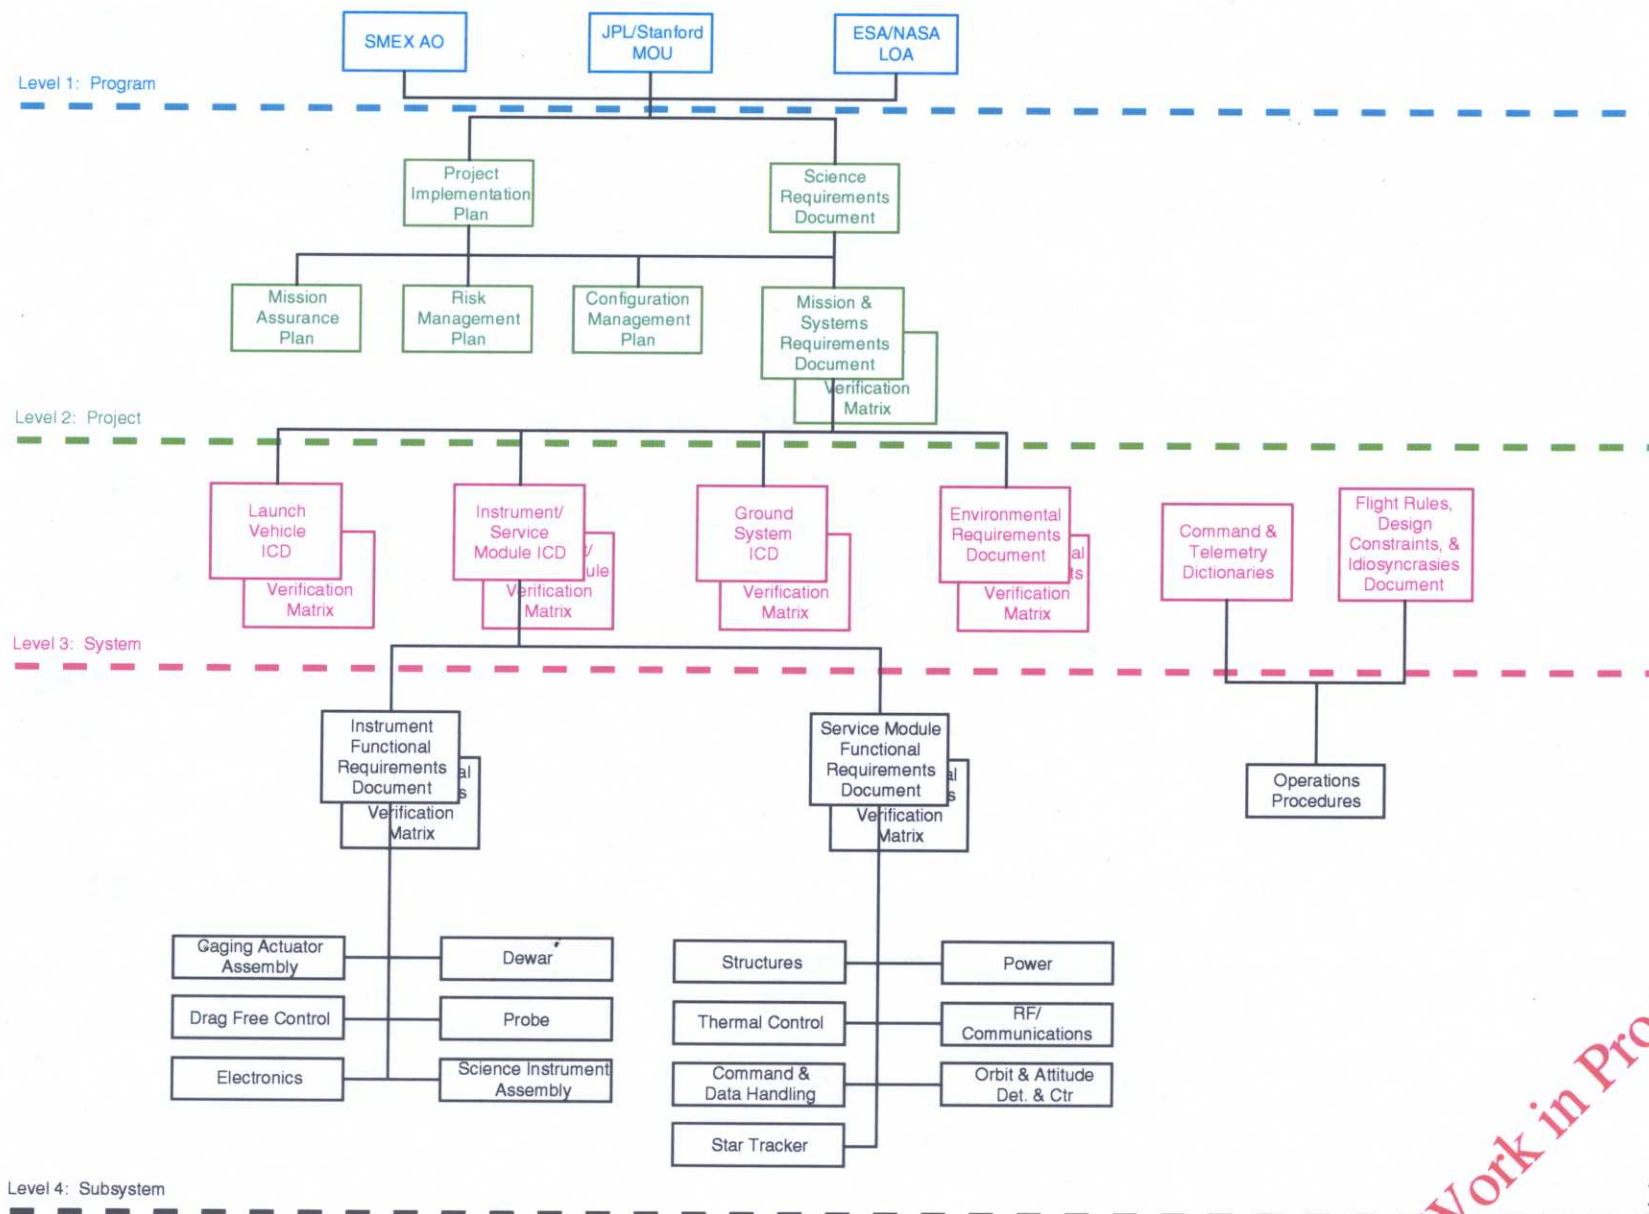 SMEX AO
JPL/Stanford
MOU
ESA/NASA
LOA
Level 1: Program
Project
Implementation
Plan
Science
Requirements
Document
Mission
Assurance
Plan
Risk
Management
Plan
Configuration
Management
Plan
Mission &
Systems
Requirements
Document
Verification
Matrix
Level 2: Project
Launch
Vehicle
ICD
Verification
Matrix
Instrument/
Service
Module ICD
Verification
Matrix
Ground
System
ICD
Verification
Matrix
Environmental
Requirements
Document
Verification
Matrix
Command &
Telemetry
Dictionaries
Flight Rules,
Design
Constraints, &
Idiosyncrasies
Document
Level 3: System
Instrument
Functional
Requirements
Document
Verification
Matrix
Service Module
Functional
Requirements
Document
Verification
Matrix
Operations
Procedures
Gaging Actuator
Assembly
Dewar
Drag Free Control
Probe
Electronics
Science Instrument
Assembly
Structures
Power
Thermal Control
RF/
Communications
Command &
Data Handling
Orbit & Attitude
Det. & Ctr
Star Tracker
Work in Pro
Level 4: Subsystem